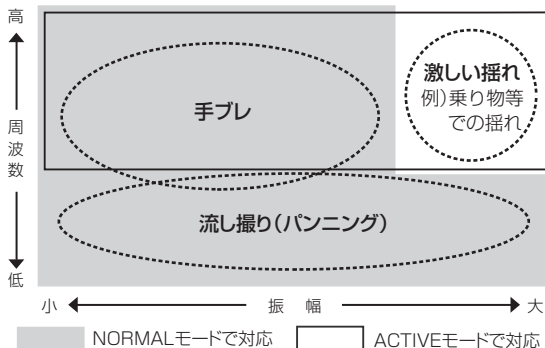 高
周波数
低
手ブレ
激しい揺れ
例)乗り物等
での揺れ
流し撮り(パンニング)
小
振 幅
大
NORMALモードで対応
ACTIVEモードで対応